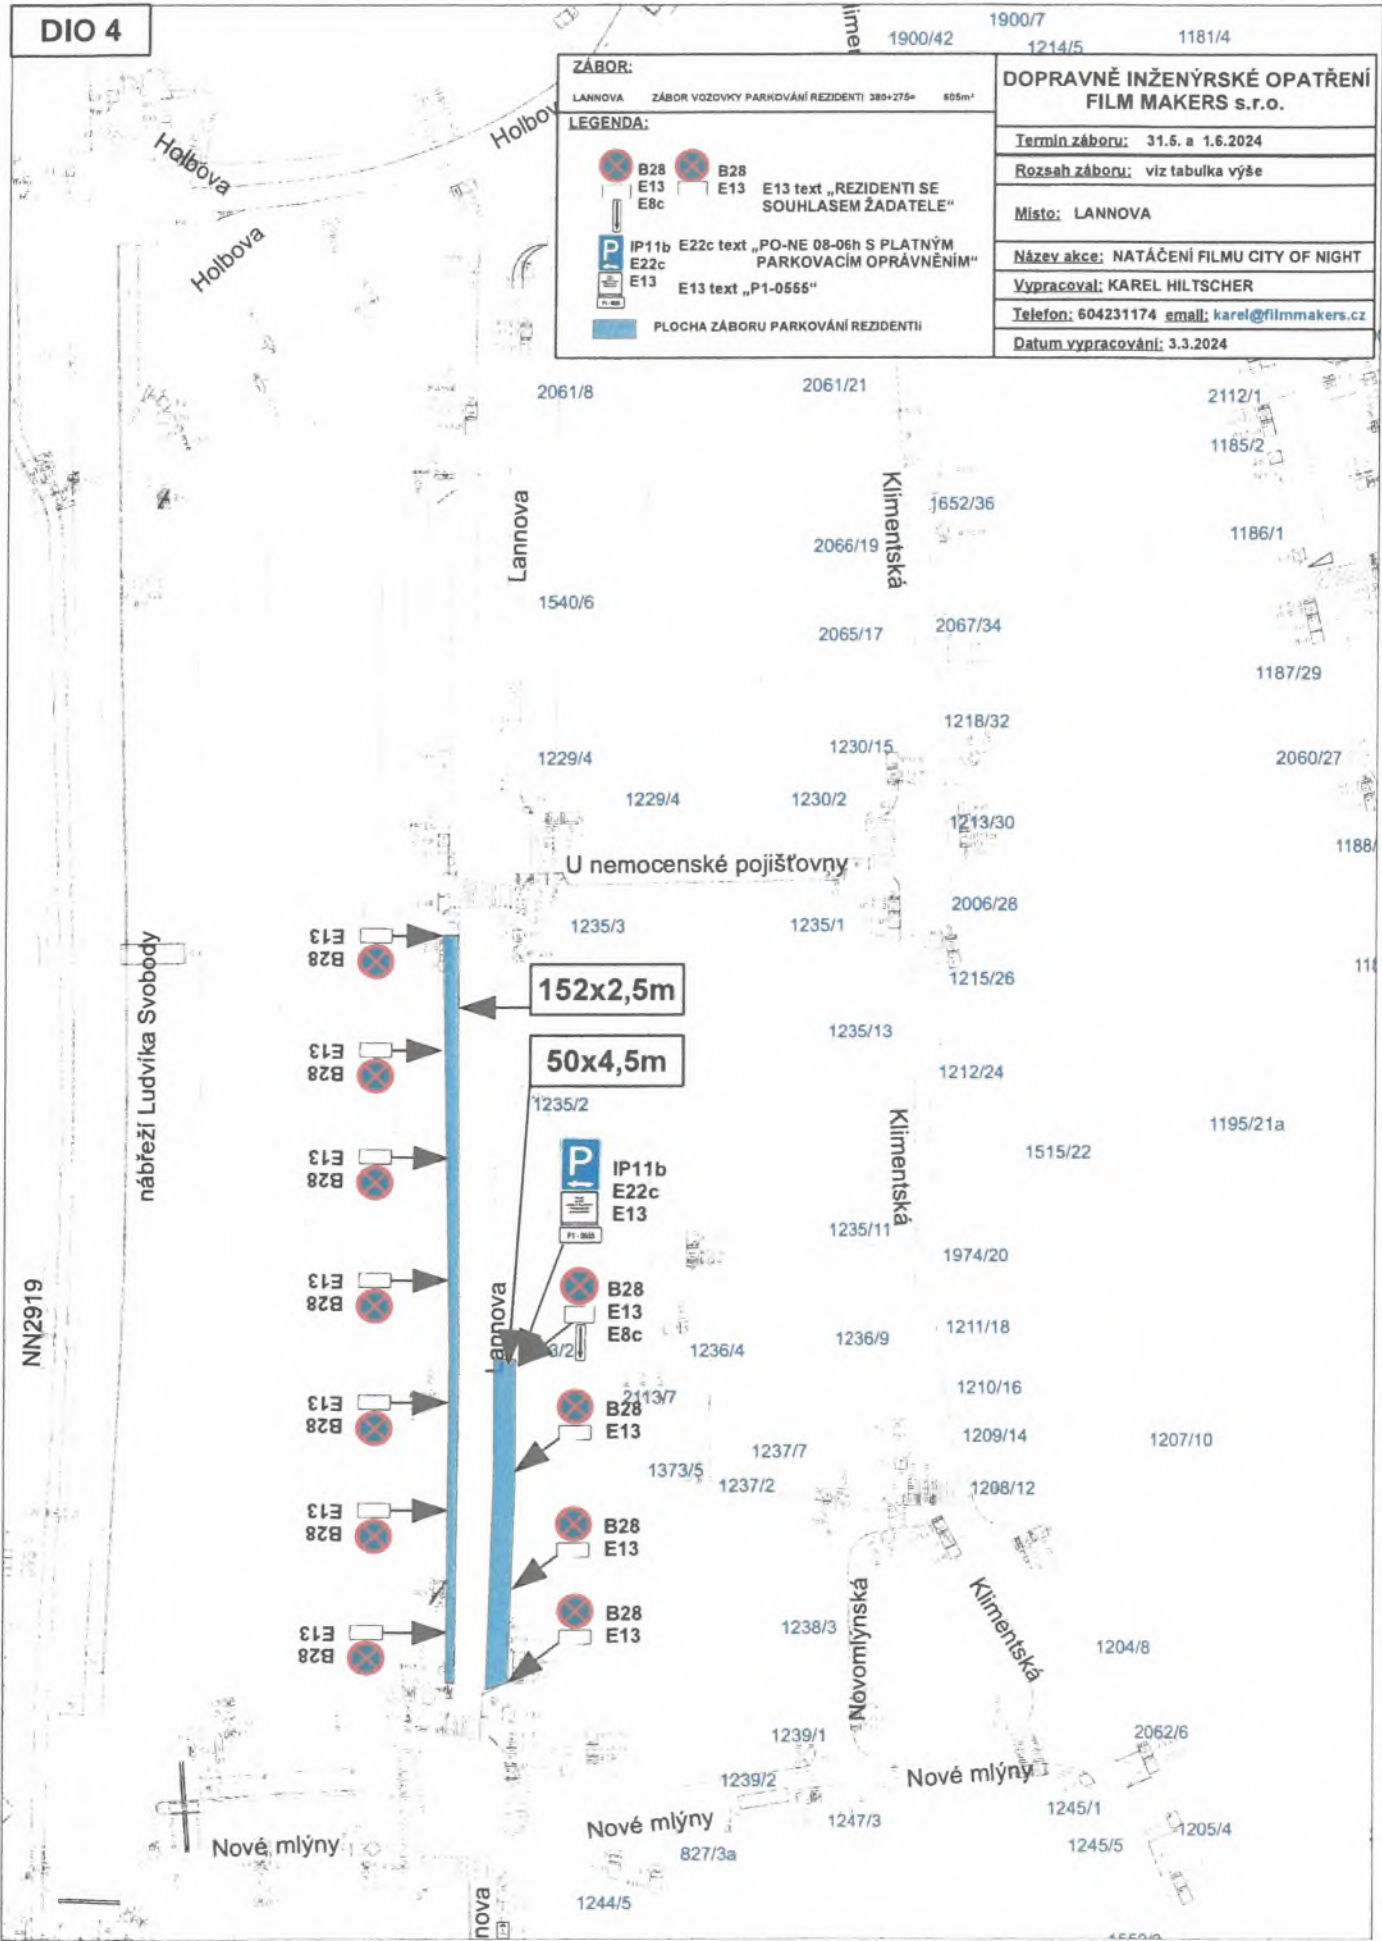 DIO 4
1900/7
1900/42
1214/5
1181/4
ZÁBOR:
LANNOVA ZÁBOR VOZOVKY PARKOVÁNÍ REZIDENTI 380+275= 605m²
LEGENDA:
B28
E13
E8c
B28
E13
E13 text „REZIDENTI SE
SOUHLASEM ŽADATELE“
IP11b
E22c
E13
E22c text „PO-NE 08-06h S PLATNÝM
PARKOVACÍM OPRÁVNĚNÍM“
E13 text „P1-0555“
PLOCHA ZÁBORU PARKOVÁNÍ REZIDENTI
DOPRAVNĚ INŽENÝRSKÉ OPATŘENÍ
FILM MAKERS s.r.o.
Termin záboru: 31.5. a 1.6.2024
Rozsah záboru: viz tabulka výše
Místo: LANNOVA
Název akce: NATÁČENÍ FILMU CITY OF NIGHT
Vypracoval: KAREL HILTSCHER
Telefon: 604231174 email: karel@filmmakers.cz
Datum vypracování: 3.3.2024
Holbova
Holbova
2061/8
2061/21
2112/1
1185/2
Lannova
Klimentská
1652/36
2066/19
1186/1
1540/6
2065/17
2067/34
1187/29
1218/32
1229/4
1230/15
2060/27
1229/4
1230/2
1213/30
U nemocenské pojišťovny
2006/28
1235/3
1235/1
nábřeží Ludvíka Svobody
E13
B28
152x2,5m
1215/26
1235/13
E13
B28
50x4,5m
1212/24
1235/2
Klimentská
1195/21a
1515/22
E13
B28
P
IP11b
E22c
E13
1235/11
1974/20
NN2919
E13
B28
Lannova
B28
E13
E8c
1236/4
1236/9
1211/18
E13
B28
2113/7
B28
E13
1210/16
1209/14
1207/10
1237/7
1373/5
1237/2
1208/12
E13
B28
B28
E13
Novomlýnská
Klimentská
E13
B28
B28
E13
1238/3
1204/8
1239/1
2062/6
1239/2
Nové mlýny
1245/1
Nové mlýny
Nové mlýny
1247/3
1205/4
827/3a
1245/5
1244/5
nova